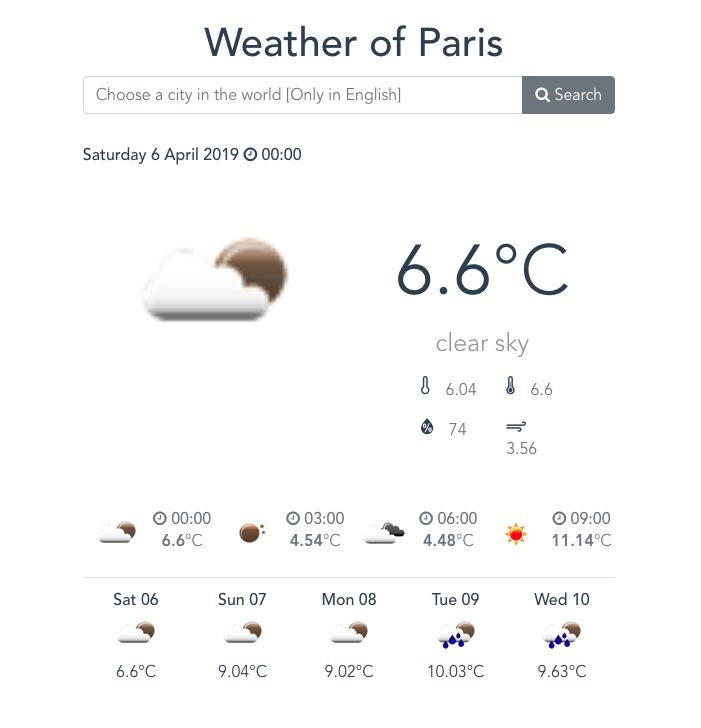 Weather of Paris
Choose a city in the world [Only in English] Search
Saturday 6 April 2019 00:00
6.6°C
clear sky
6.04 6.6
% 74
3.56
00:00 03:00 06:00 09:00
6.6°C 4.54°C 4.48°C 11.14°C
Sat 06 Sun 07 Mon 08 Tue 09 Wed 10
6.6°C 9.04°C 9.02°C 10.03°C 9.63°C